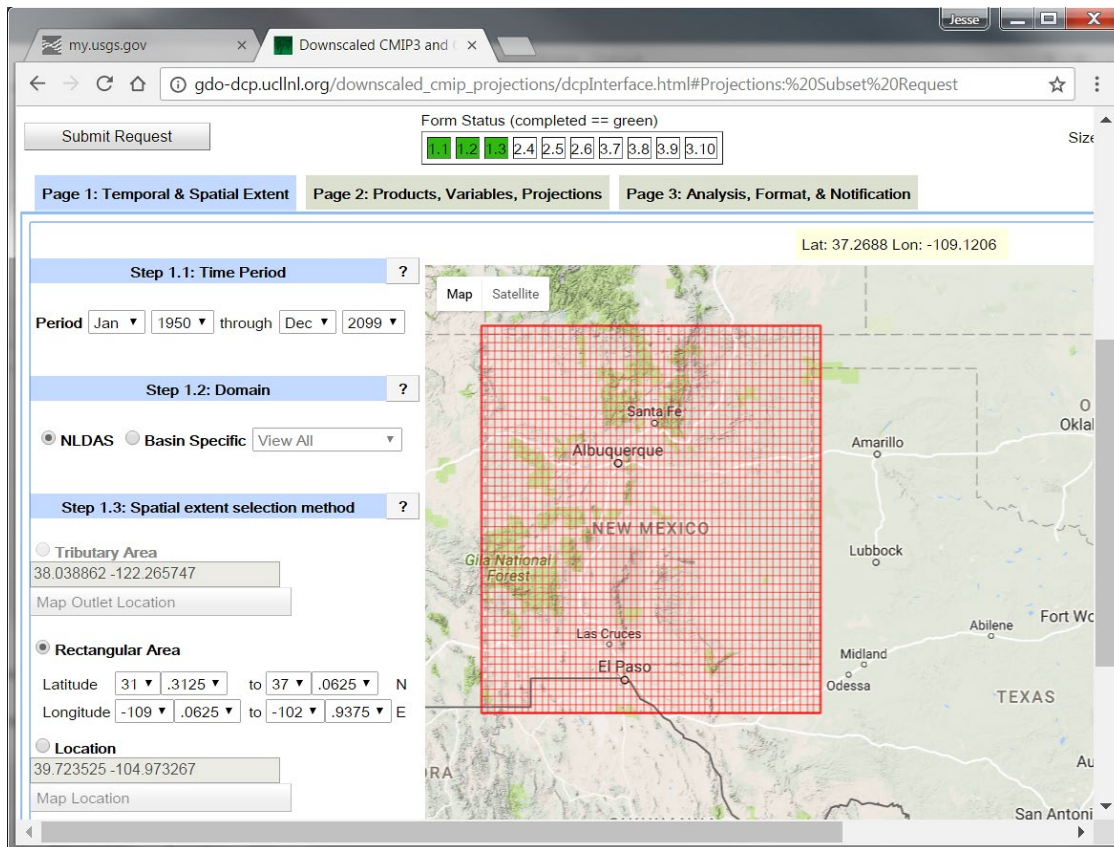 Jesse
my.usgs.gov
Downscaled CMIP3 and
gdo-dcp.ucllnl.org/downscaled_cmip_projections/dcpInterface.html#Projections:%20Subset%20Request
Submit Request
Form Status (completed == green)
Size
1.1 1.2 1.3 2.4 2.5 2.6 3.7 3.8 3.9 3.10
Page 1: Temporal & Spatial Extent
Page 2: Products, Variables, Projections
Page 3: Analysis, Format, & Notification
Lat: 37.2688 Lon: -109.1206
Step 1.1: Time Period ?
Period Jan 1950 through Dec 2099
Step 1.2: Domain ?
NLDAS Basin Specific View All
Step 1.3: Spatial extent selection method ?
Tributary Area
38.038862 -122.265747
Map Outlet Location
Rectangular Area
Latitude 31 .3125 to 37 .0625 N
Longitude -109 .0625 to -102 .9375 E
Location
39.723525 -104.973267
Map Location
Map Satellite
Santa Fe
Albuquerque
Amarillo
O
Oklal
NEW MEXICO
Gila National
Forest
Lubbock
Las Cruces
El Paso
Abilene
Fort Wo
Midland
Odessa
TEXAS
Au
San Antoni
ORA